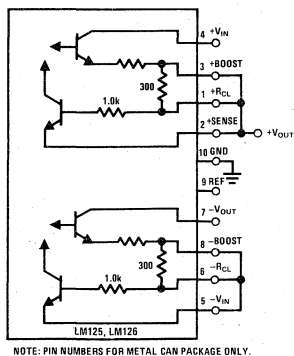 4 +VIN
3 +BOOST
300
1 +RCL
1.0k
2 +SENSE
+VOUT
10 GND
9 REF
7 −VOUT
8 −BOOST
300
6 −RCL
1.0k
5 −VIN
LM125, LM126
NOTE: PIN NUMBERS FOR METAL CAN PACKAGE ONLY.